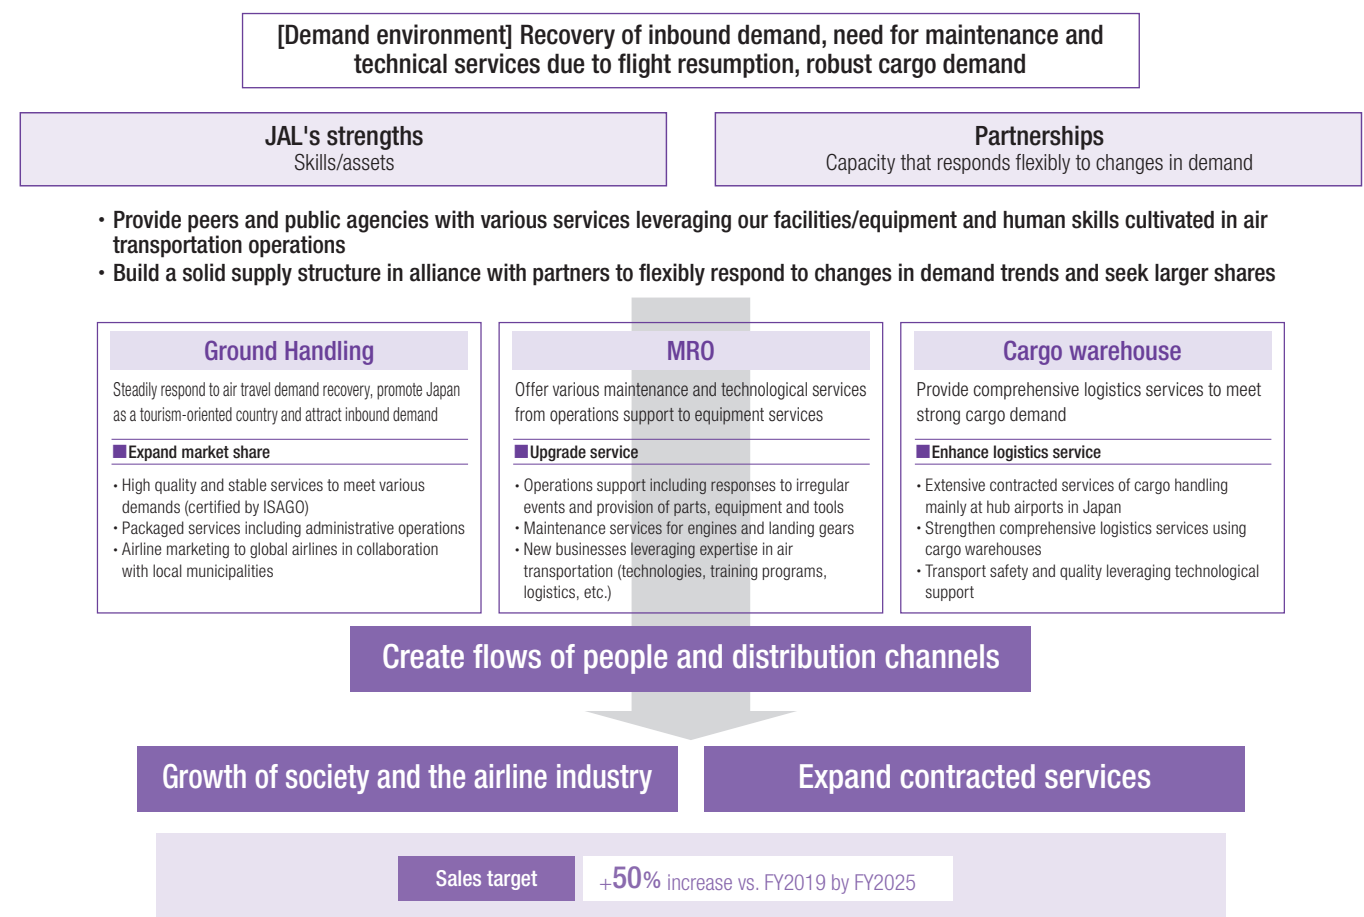 [Demand environment] Recovery of inbound demand, need for maintenance and
technical services due to flight resumption, robust cargo demand
JAL's strengths
Skills/assets
Partnerships
Capacity that responds flexibly to changes in demand
・Provide peers and public agencies with various services leveraging our facilities/equipment and human skills cultivated in air
transportation operations
・Build a solid supply structure in alliance with partners to flexibly respond to changes in demand trends and seek larger shares
Ground Handling
Steadily respond to air travel demand recovery, promote Japan
as a tourism-oriented country and attract inbound demand
■Expand market share
・High quality and stable services to meet various
demands (certified by ISAGO)
・Packaged services including administrative operations
・Airline marketing to global airlines in collaboration
with local municipalities
MRO
Offer various maintenance and technological services
from operations support to equipment services
■Upgrade service
・Operations support including responses to irregular
events and provision of parts, equipment and tools
・Maintenance services for engines and landing gears
・New businesses leveraging expertise in air
transportation (technologies, training programs,
logistics, etc.)
Cargo warehouse
Provide comprehensive logistics services to meet
strong cargo demand
■Enhance logistics service
・Extensive contracted services of cargo handling
mainly at hub airports in Japan
・Strengthen comprehensive logistics services using
cargo warehouses
・Transport safety and quality leveraging technological
support
Create flows of people and distribution channels
Growth of society and the airline industry
Expand contracted services
Sales target
+50% increase vs. FY2019 by FY2025